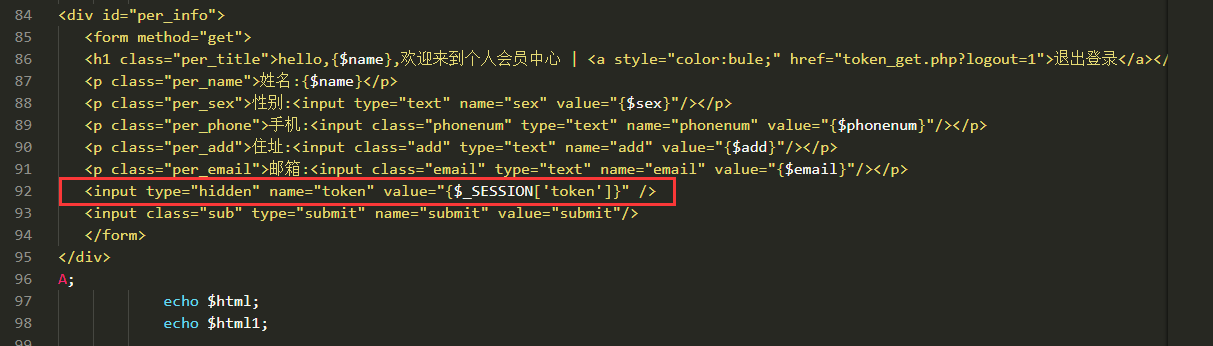 84 <div id="per_info">
85 <form method="get">
86 <h1 class="per_title">hello,{$name},欢迎来到个人会员中心 | <a style="color:bule;" href="token_get.php?logout=1">退出登录</a></
87 <p class="per_name">姓名:{$name}</p>
88 <p class="per_sex">性别:<input type="text" name="sex" value="{$sex}"/></p>
89 <p class="per_phone">手机:<input class="phonenum" type="text" name="phonenum" value="{$phonenum}"/></p>
90 <p class="per_add">住址:<input class="add" type="text" name="add" value="{$add}"/></p>
91 <p class="per_email">邮箱:<input class="email" type="text" name="email" value="{$email}"/></p>
92 <input type="hidden" name="token" value="{$_SESSION['token']}" />
93 <input class="sub" type="submit" name="submit" value="submit"/>
94 </form>
95 </div>
96 A;
97 echo $html;
98 echo $html1;
99